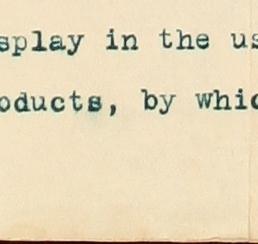 splay in the us
oducts, by whic